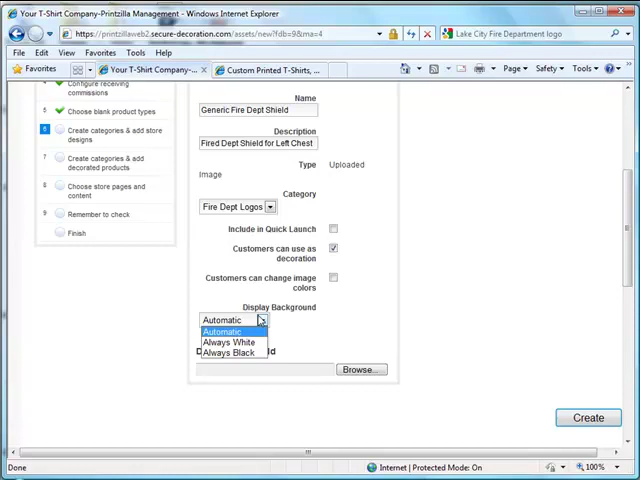 Your T-Shirt Company-Printzilla Management - Windows Internet Explorer
https://printzillaweb2.secure-decoration.com/assets/new?fdb=9&ma=4
Lake City Fire Department logo
File Edit View Favorites Tools Help
Favorites
Your T-Shirt Company-...
Custom Printed T-Shirts, ...
Page Safety Tools
Configure receiving
commissions
5 Choose blank product types
6 Create categories & add store
designs
7 Create categories & add
decorated products
8 Choose store pages and
content
9 Remember to check
Finish
Name
Generic Fire Dept Shield
Description
Fired Dept Shield for Left Chest
Type Uploaded
Image
Category
Fire Dept Logos
Include in Quick Launch
Customers can use as
decoration
Customers can change image
colors
Display Background
Automatic
Automatic
Always White
Always Black
Browse...
Create
Done
Internet | Protected Mode: On
100%